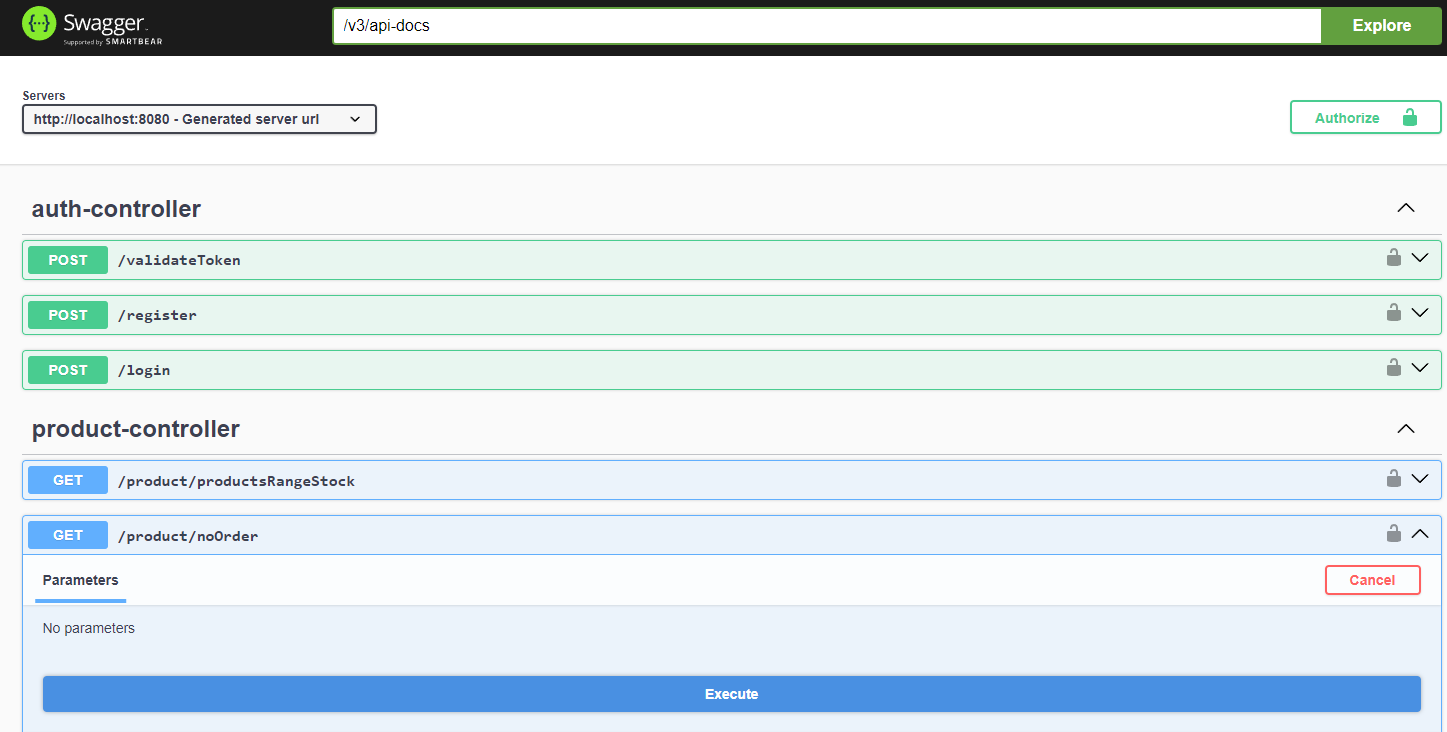 {···} Swagger.
Supported by SMARTBEAR
/v3/api-docs
Explore
Servers
http://localhost:8080 - Generated server url
Authorize
auth-controller
POST /validateToken
POST /register
POST /login
product-controller
GET /product/productsRangeStock
GET /product/noOrder
Parameters
Cancel
No parameters
Execute